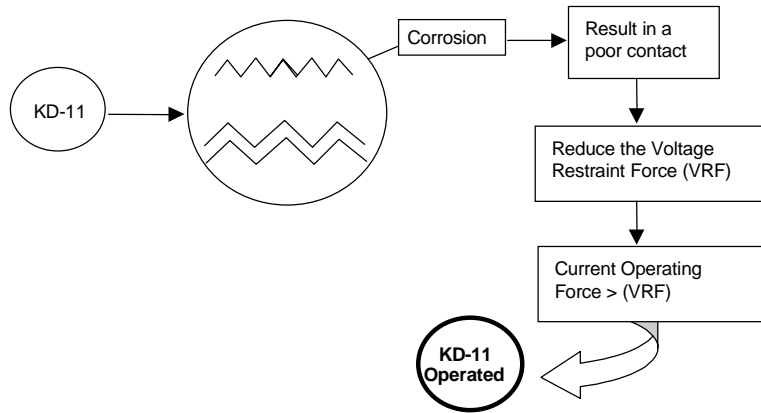 KD-11
Corrosion
Result in a
poor contact
Reduce the Voltage
Restraint Force (VRF)
Current Operating
Force > (VRF)
KD-11
Operated